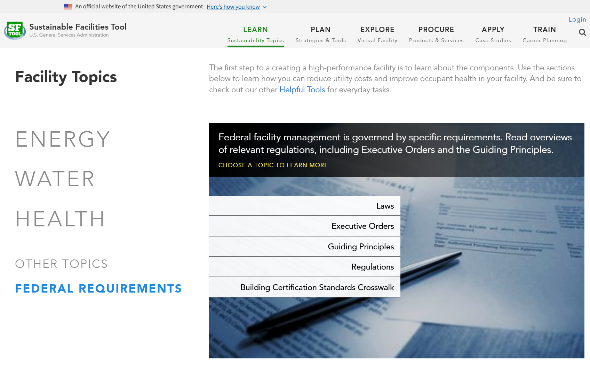 An official website of the United States government Here's how you know
Login
Sustainable Facilities Tool
U.S. General Services Administration
SF TOOL
LEARN PLAN EXPLORE PROCURE APPLY TRAIN
Sustainability Topics Strategies & Tools Virtual Facility Products & Services Case Studies Career Planning
Facility Topics
The first step to a creating a high-performance facility is to learn about the components. Use the sections
below to learn how you can reduce utility costs and improve occupant health in your facility. And be sure to
check out our other Helpful Tools for everyday tasks.
ENERGY
WATER
HEALTH
OTHER TOPICS
FEDERAL REQUIREMENTS
Federal facility management is governed by specific requirements. Read overviews
of relevant regulations, including Executive Orders and the Guiding Principles.
CHOOSE A TOPIC TO LEARN MORE
Laws
Executive Orders
Guiding Principles
Regulations
Building Certification Standards Crosswalk